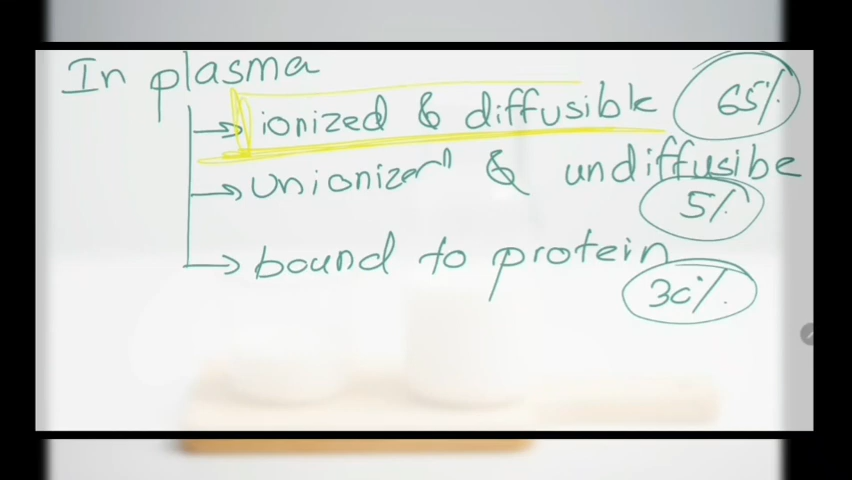 In plasma
→ ionized & diffusible 65%
→ unionized & undiffusibe
5%
→ bound to protein
30%